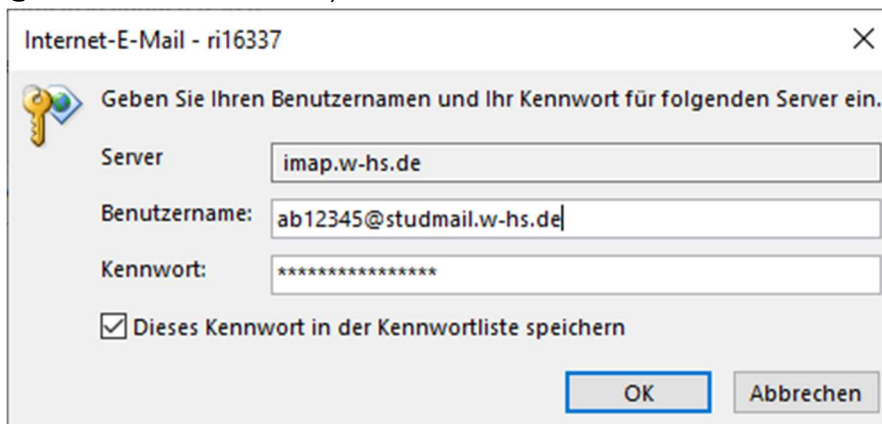 Internet-E-Mail - ri16337
Geben Sie Ihren Benutzernamen und Ihr Kennwort für folgenden Server ein.
Server imap.w-hs.de
Benutzername: ab12345@studmail.w-hs.de
Kennwort: ****************
Dieses Kennwort in der Kennwortliste speichern
OK Abbrechen